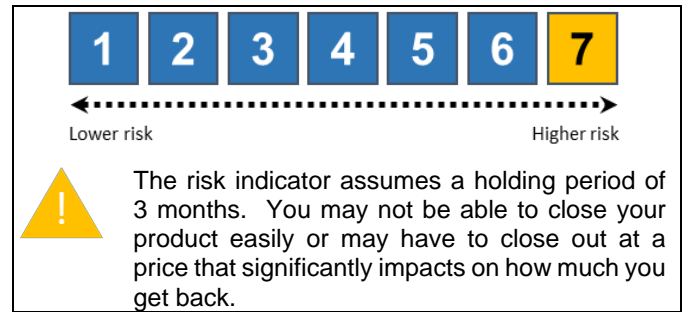 1 2 3 4 5 6 7
Lower risk Higher risk
!
The risk indicator assumes a holding period of
3 months. You may not be able to close your
product easily or may have to close out at a
price that significantly impacts on how much you
get back.